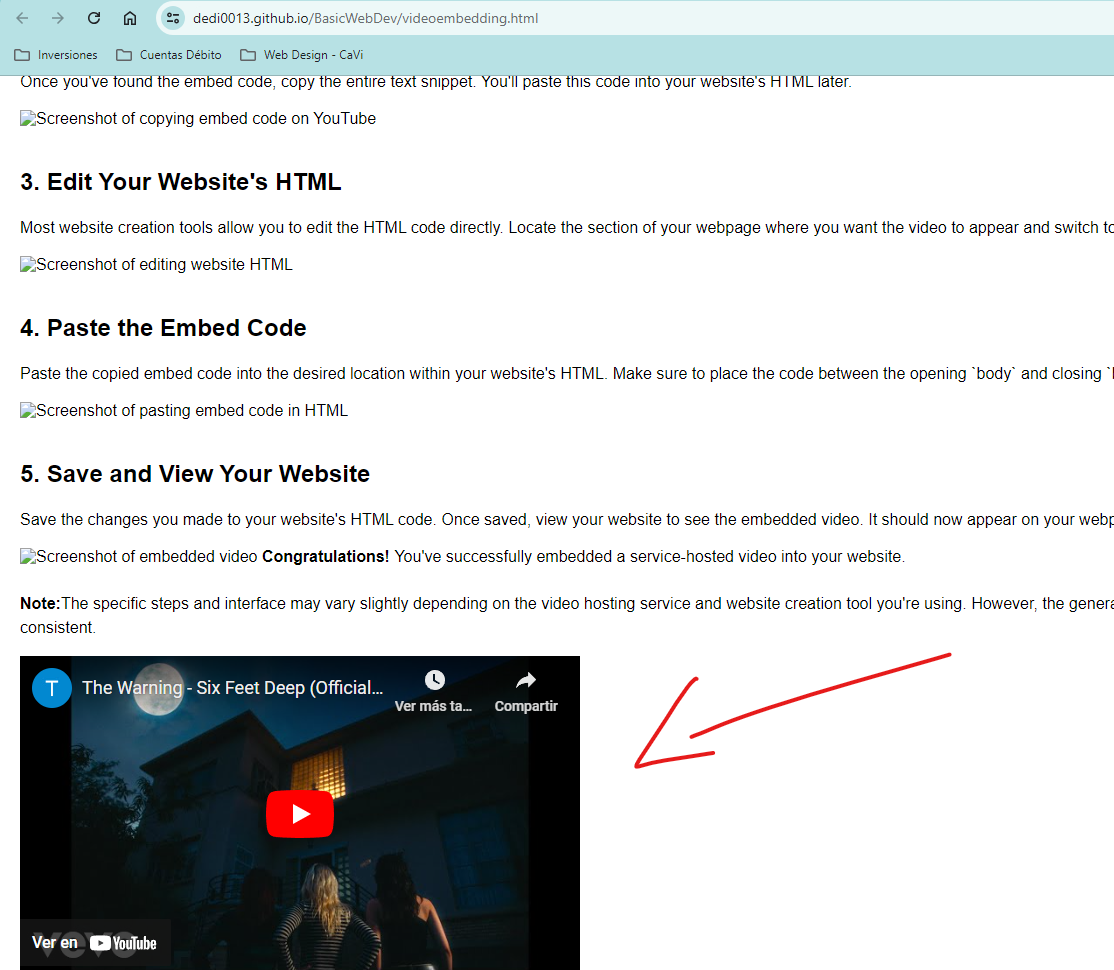 dedi0013.github.io/BasicWebDev/videoembedding.html
Inversiones Cuentas Débito Web Design - CaVi
Once you've found the embed code, copy the entire text snippet. You'll paste this code into your website's HTML later.
Screenshot of copying embed code on YouTube
3. Edit Your Website's HTML
Most website creation tools allow you to edit the HTML code directly. Locate the section of your webpage where you want the video to appear and switch to
Screenshot of editing website HTML
4. Paste the Embed Code
Paste the copied embed code into the desired location within your website's HTML. Make sure to place the code between the opening `body` and closing `
Screenshot of pasting embed code in HTML
5. Save and View Your Website
Save the changes you made to your website's HTML code. Once saved, view your website to see the embedded video. It should now appear on your webp
Screenshot of embedded video Congratulations! You've successfully embedded a service-hosted video into your website.
Note:The specific steps and interface may vary slightly depending on the video hosting service and website creation tool you're using. However, the genera
consistent.
T The Warning - Six Feet Deep (Official...
Ver más ta... Compartir
Ver en YouTube
vevo